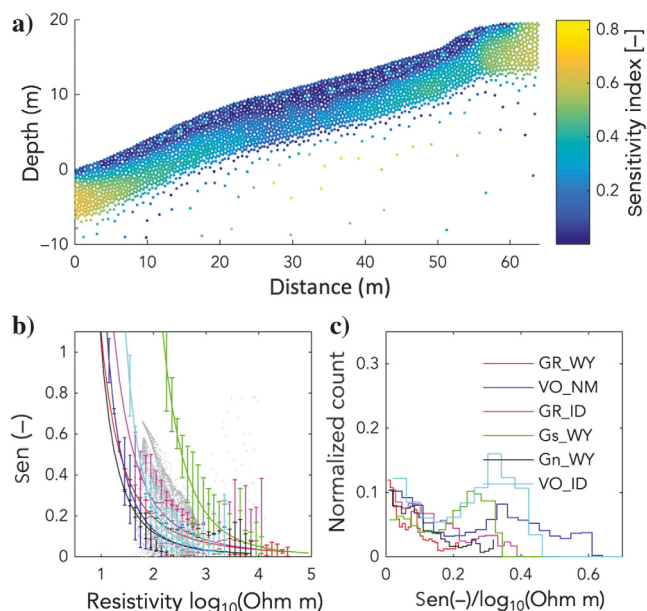 a)
20
10
0
−10
Depth (m)
0 10 20 30 40 50 60
Distance (m)
0.8
0.6
0.4
0.2
Sensitivity index [–]
b)
1
0.8
0.6
0.4
0.2
0
Sen (–)
1 2 3 4 5
Resistivity log₁₀(Ohm m)
c)
0.3
0.2
0.1
0
Normalized count
0 0.2 0.4 0.6
Sen(–)/log₁₀(Ohm m)
GR_WY
VO_NM
GR_ID
Gs_WY
Gn_WY
VO_ID